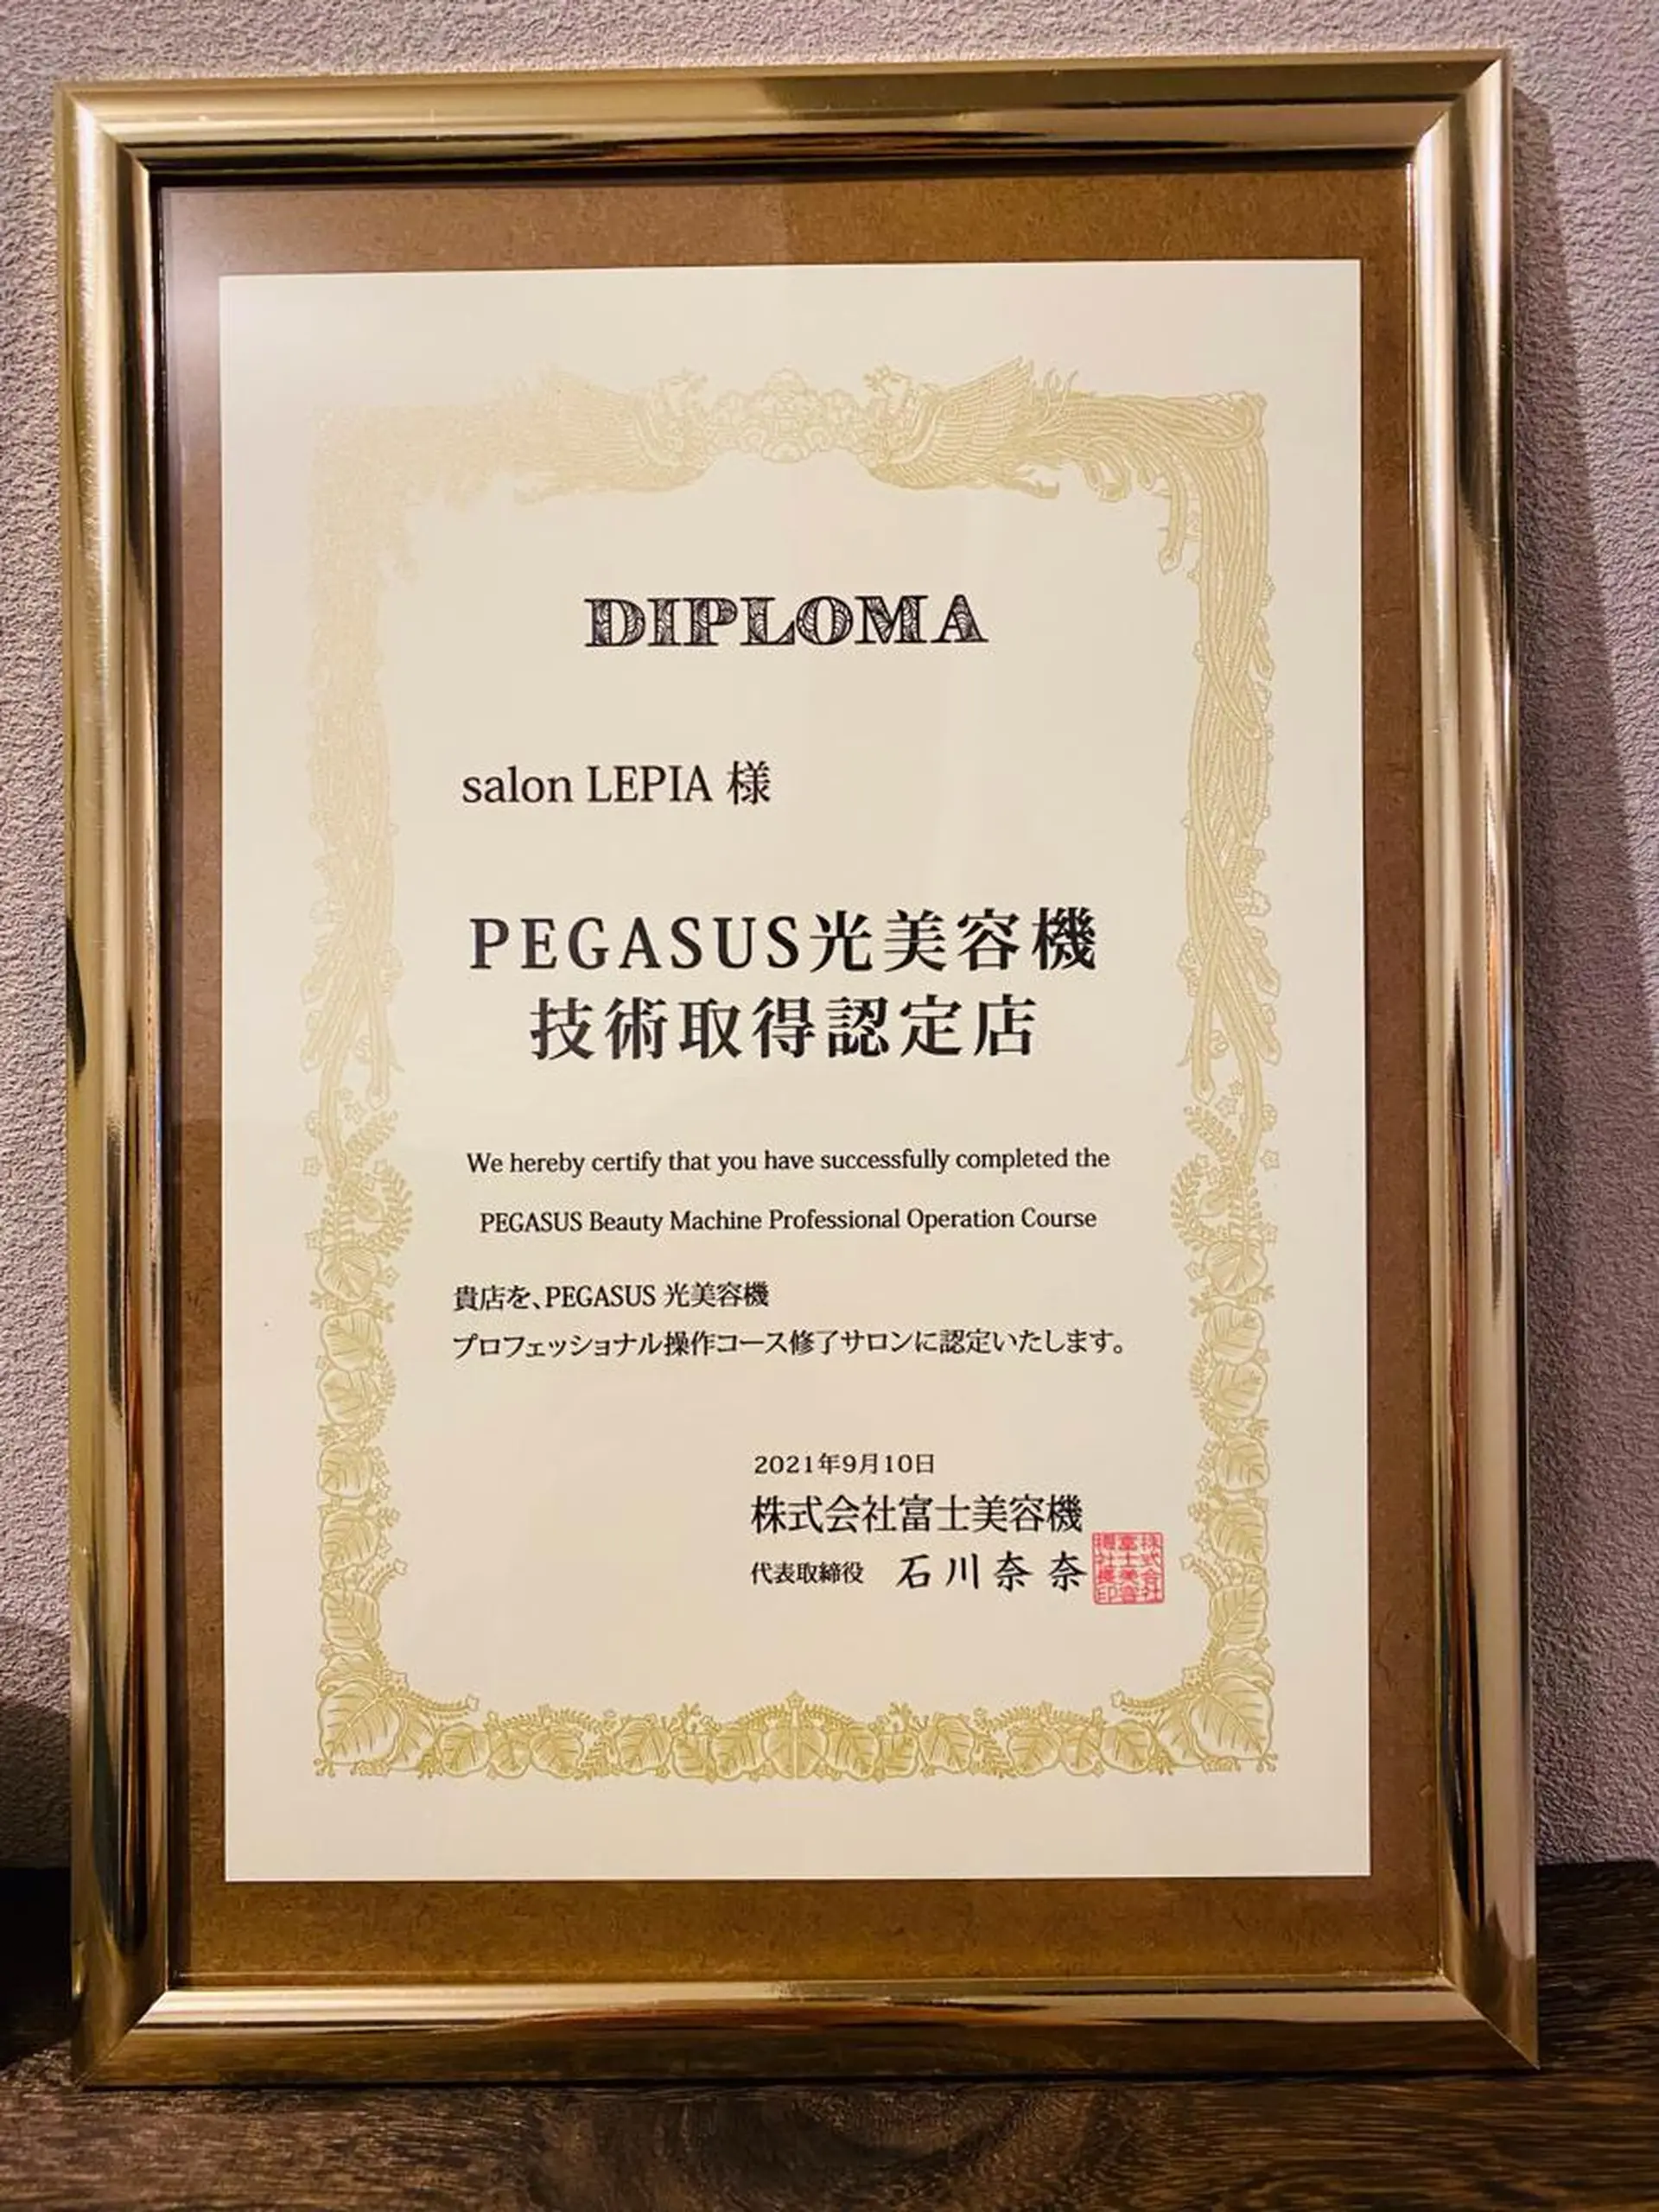 DIPLOMA
salon LEPIA 様
PEGASUS光美容機
技術取得認定店
We hereby certify that you have successfully completed the
PEGASUS Beauty Machine Professional Operation Course
貴店を、PEGASUS 光美容機
プロフェッショナル操作コース修了サロンに認定いたします。
2021年9月10日
株式会社富士美容機
代表取締役 石川奈奈